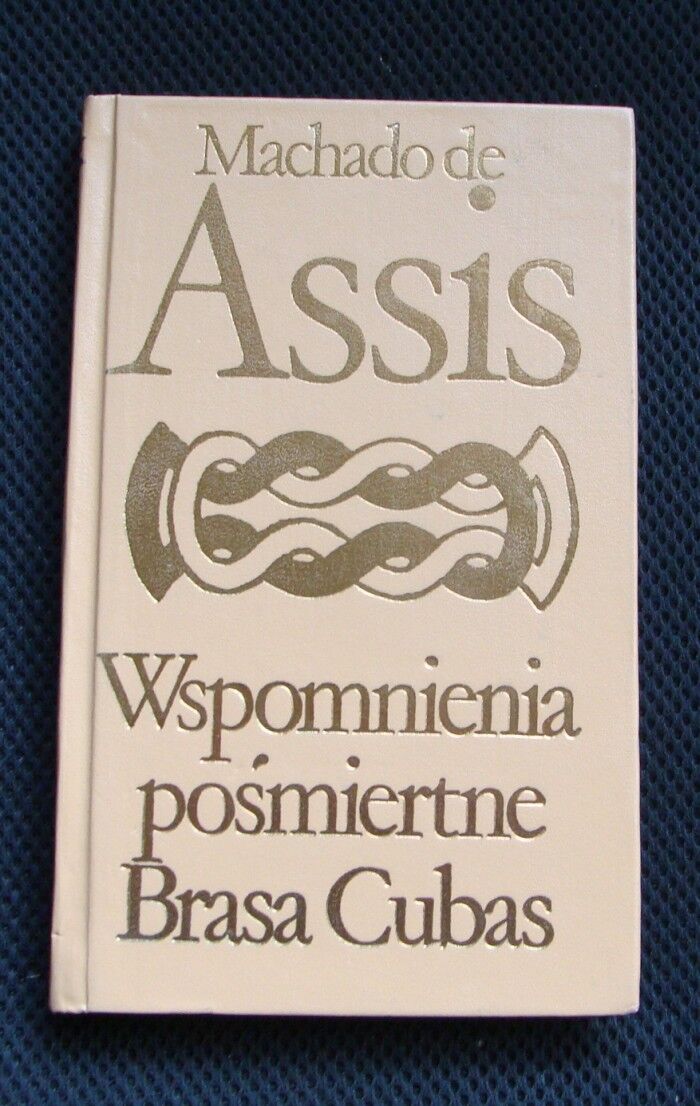 Machado de
Assis
Wspomnienia
pośmiertne
Brasa Cubas